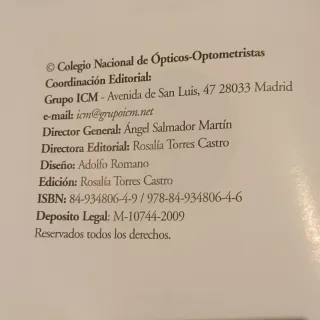 © Colegio Nacional de Ópticos-Optometristas
Coordinación Editorial:
Grupo ICM - Avenida de San Luis, 47 28033 Madrid
e-mail: icm@grupoicm.net
Director General: Ángel Salmador Martín
Directora Editorial: Rosalía Torres Castro
Diseño: Adolfo Romano
Edición: Rosalía Torres Castro
ISBN: 84-934806-4-9 / 978-84-934806-4-6
Deposito Legal: M-10744-2009
Reservados todos los derechos.